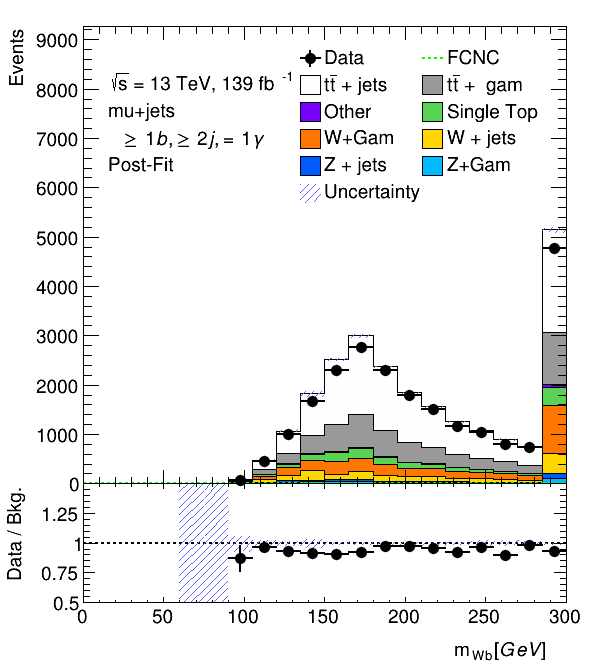 Events
9000
8000
7000
6000
5000
4000
3000
2000
1000
0
√s = 13 TeV, 139 fb⁻¹
mu+jets
≥ 1b, ≥ 2j, = 1γ
Post-Fit
Data
FCNC
tt̄ + jets
tt̄ + gam
Other
Single Top
W+Gam
W + jets
Z + jets
Z+Gam
Uncertainty
Data / Bkg.
1.25
1
0.75
0.5
0 50 100 150 200 250 300
m_Wb [GeV]